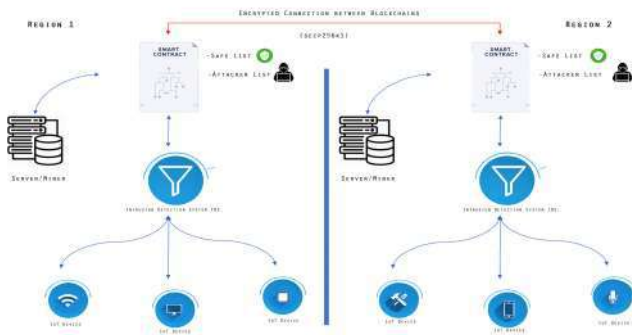 Encrypted Connection between Blockchains
Region 1
Region 2
(secp256k1)
SMART
CONTRACT
-Safe List
-Attacker List
SMART
CONTRACT
-Safe List
-Attacker List
Server/Miner
Server/Miner
Intrusion Detection System
Intrusion Detection System
IoT Device
IoT Device
IoT Device
IoT Device
IoT Device
IoT Device